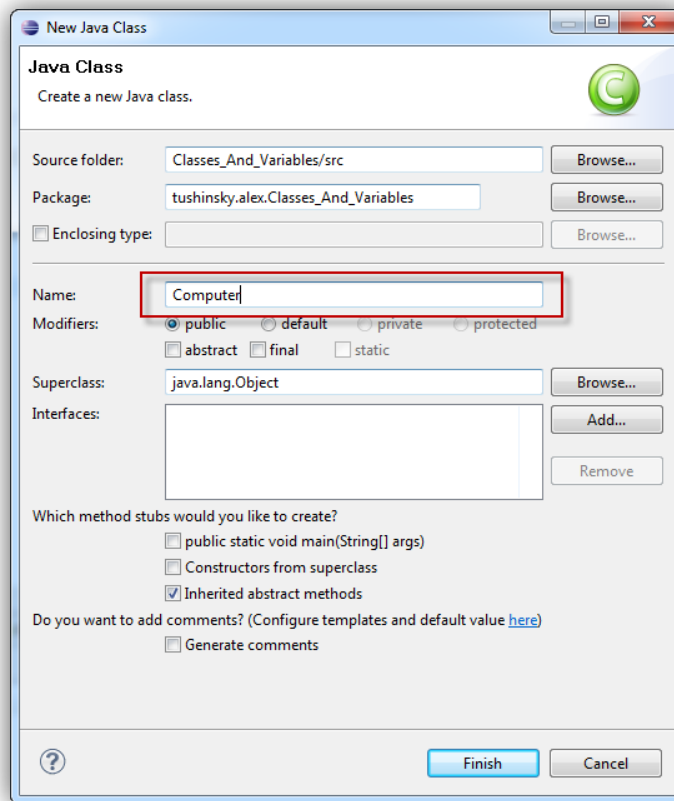 New Java Class
Java Class
Create a new Java class.
Source folder: Classes_And_Variables/src Browse...
Package: tushinsky.alex.Classes_And_Variables Browse...
Enclosing type: Browse...
Name: Computer
Modifiers: public default private protected
abstract final static
Superclass: java.lang.Object Browse...
Interfaces: Add...
Remove
Which method stubs would you like to create?
public static void main(String[] args)
Constructors from superclass
Inherited abstract methods
Do you want to add comments? (Configure templates and default value here)
Generate comments
? Finish Cancel